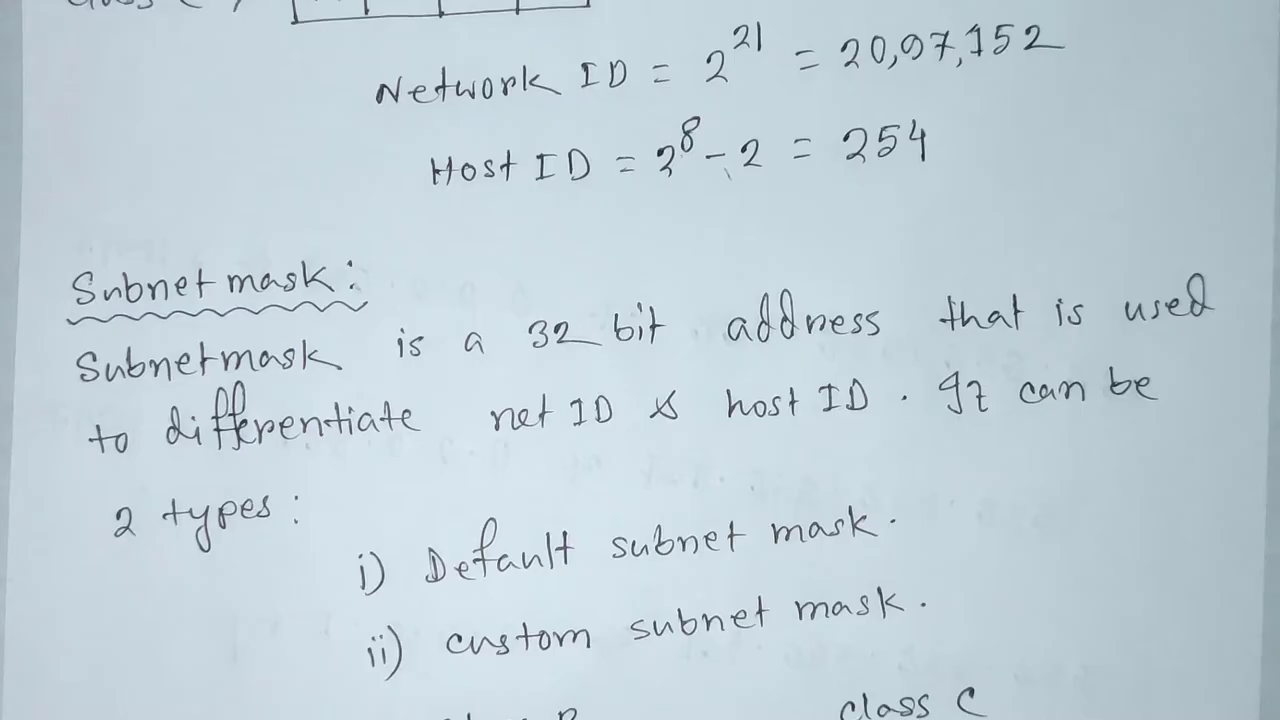 Network ID = 2^21 = 20,97,152
Host ID = 2^8 - 2 = 254
Subnet mask:
Subnetmask is a 32 bit address that is used
to differentiate net ID & host ID. It can be
2 types:
i) Default subnet mask.
ii) custom subnet mask.
class C